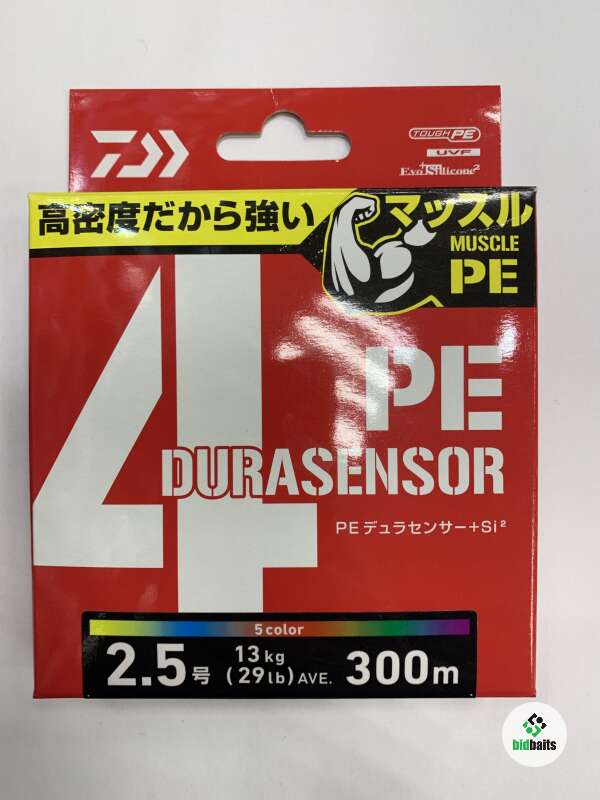 TOUGH PE
UVF
Evo Silicone²
高密度だから強い
マッスル
MUSCLE
PE
4
PE
DURASENSOR
PEデュラセンサー+Si²
5color
2.5号 13kg (29lb) AVE. 300m
bidbaits